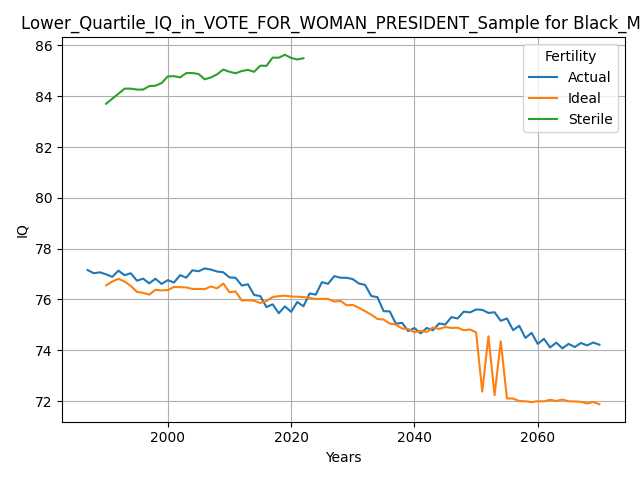 Lower_Quartile_IQ_in_VOTE_FOR_WOMAN_PRESIDENT_Sample for Black_M
Fertility
Actual
Ideal
Sterile
IQ
86
84
82
80
78
76
74
72
2000 2020 2040 2060
Years